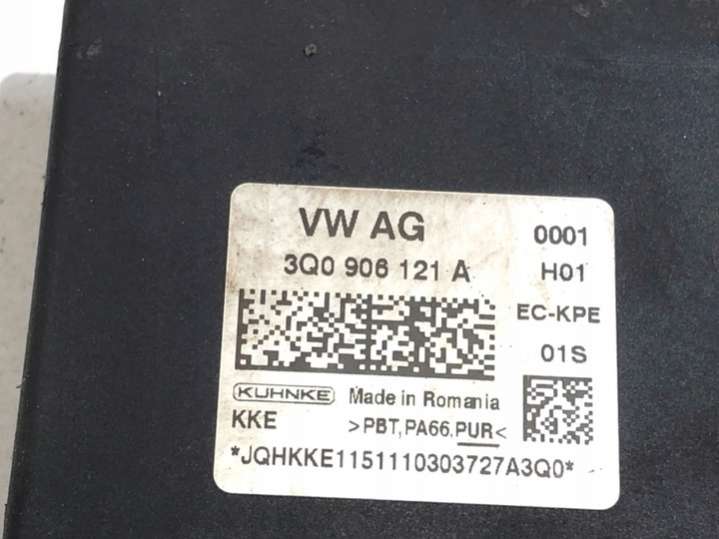 VW AG
0001
3Q0 906 121 A
H01
EC-KPE
01S
KUHNKE Made in Romania
KKE >PBT,PA66,PUR<
*JQHKKE1151110303727A3Q0*